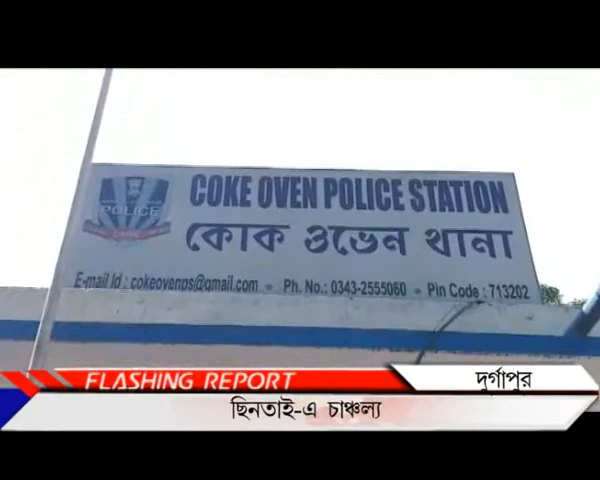 COKE OVEN POLICE STATION
POLICE
কোক ওভেন থানা
E-mail Id : cokeovenps@gmail.com • Ph. No.: 0343-2555060 • Pin Code : 713202
FLASHING REPORT
দুর্গাপুর
ছিনতাই-এ চাঞ্চল্য